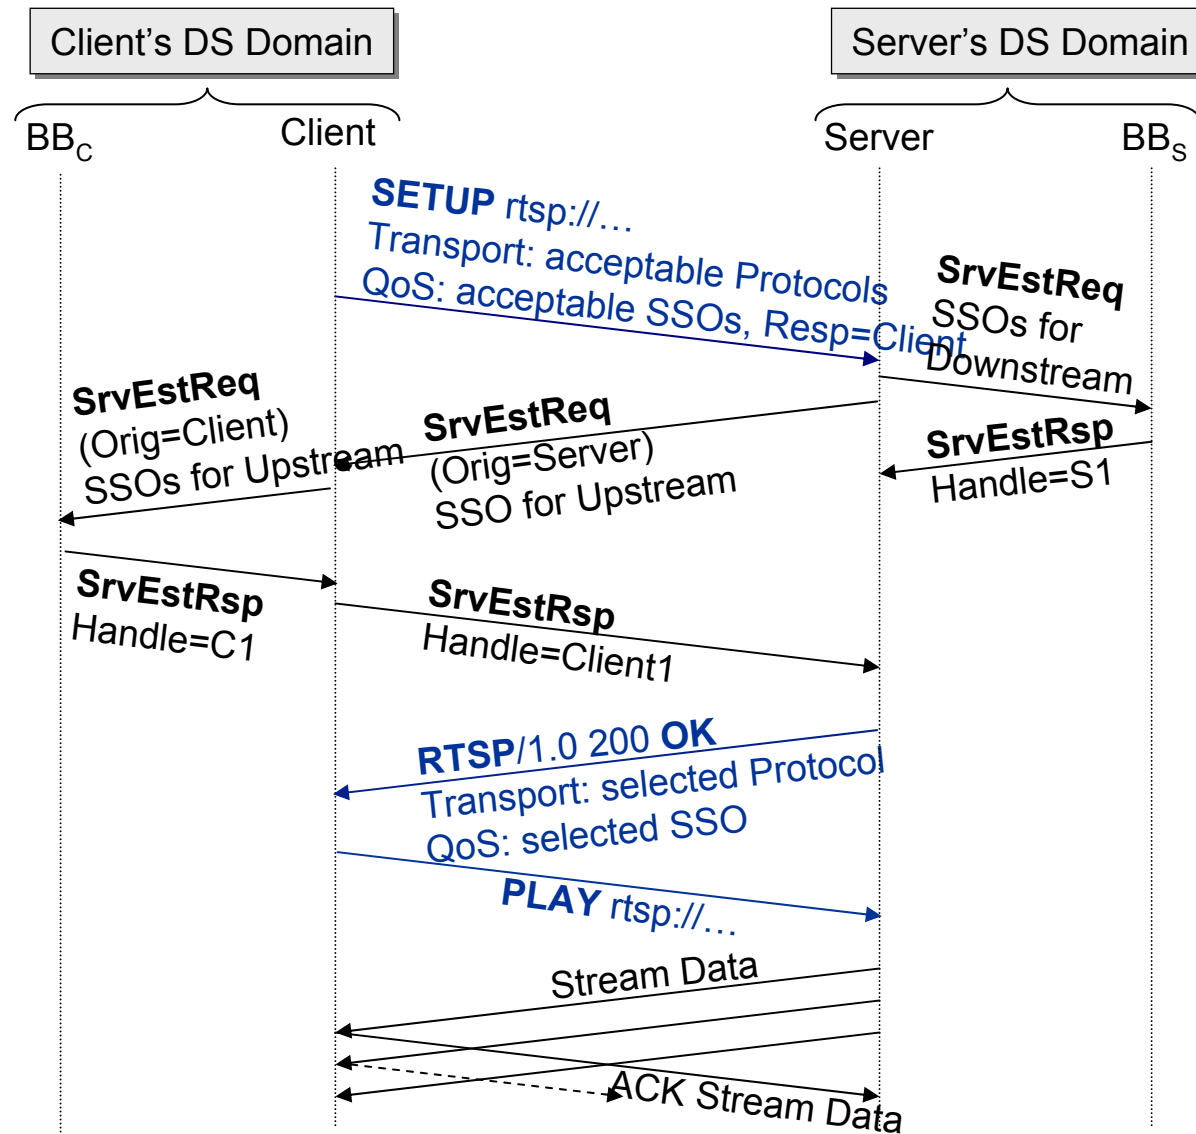 Client’s DS Domain
Server’s DS Domain
BBC
Client
Server
BBS
SETUP rtsp://…
Transport: acceptable Protocols
QoS: acceptable SSOs, Resp=Client
SrvEstReq
SSOs for
Downstream
SrvEstReq
(Orig=Client)
SSOs for Upstream
SrvEstReq
(Orig=Server)
SSO for Upstream
SrvEstRsp
Handle=S1
SrvEstRsp
Handle=C1
SrvEstRsp
Handle=Client1
RTSP/1.0 200 OK
Transport: selected Protocol
QoS: selected SSO
PLAY rtsp://…
Stream Data
ACK Stream Data